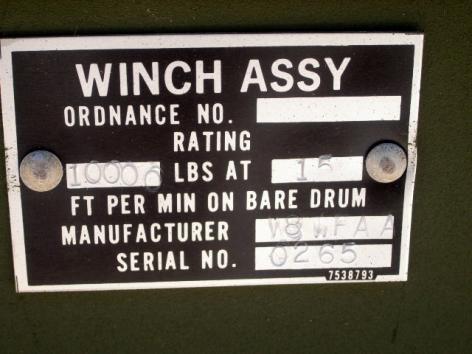 WINCH ASSY
ORDNANCE NO.
RATING
10000 LBS AT 15
FT PER MIN ON BARE DRUM
MANUFACTURER W8WFAA
SERIAL NO. 0265
7538793